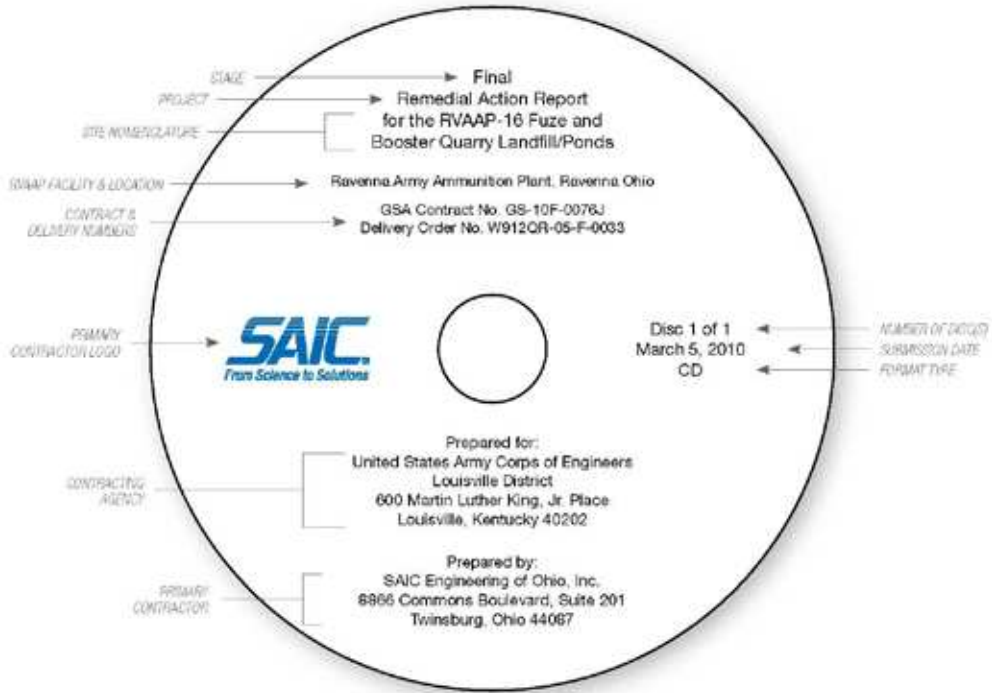 STAGE
Final
PROJECT
Remedial Action Report
SITE NOMENCLATURE
for the RVAAP-16 Fuze and
Booster Quarry Landfill/Ponds
RVAAP FACILITY & LOCATION
Ravenna Army Ammunition Plant, Ravenna Ohio
CONTRACT &
DELIVERY NUMBERS
GSA Contract No. GS-10F-0076J
Delivery Order No. W912QR-05-F-0033
PRIMARY
CONTRACTOR LOGO
SAIC
From Science to Solutions
Disc 1 of 1
NUMBER OF DISC(S)
March 5, 2010
SUBMISSION DATE
CD
FORMAT TYPE
CONTRACTING
AGENCY
Prepared for:
United States Army Corps of Engineers
Louisville District
600 Martin Luther King, Jr. Place
Louisville, Kentucky 40202
PRIMARY
CONTRACTOR
Prepared by:
SAIC Engineering of Ohio, Inc.
8866 Commons Boulevard, Suite 201
Twinsburg, Ohio 44087